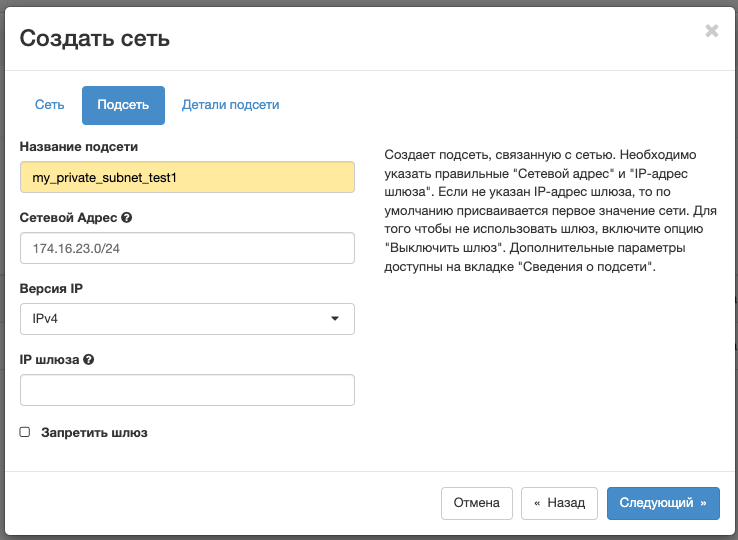 Создать сеть
×
Сеть
Подсеть
Детали подсети
Название подсети
my_private_subnet_test1
Сетевой Адрес ?
174.16.23.0/24
Версия IP
IPv4
IP шлюза ?
Запретить шлюз
Создает подсеть, связанную с сетью. Необходимо
указать правильные "Сетевой адрес" и "IP-адрес
шлюза". Если не указан IP-адрес шлюза, то по
умолчанию присваивается первое значение сети. Для
того чтобы не использовать шлюз, включите опцию
"Выключить шлюз". Дополнительные параметры
доступны на вкладке "Сведения о подсети".
Отмена
« Назад
Следующий »